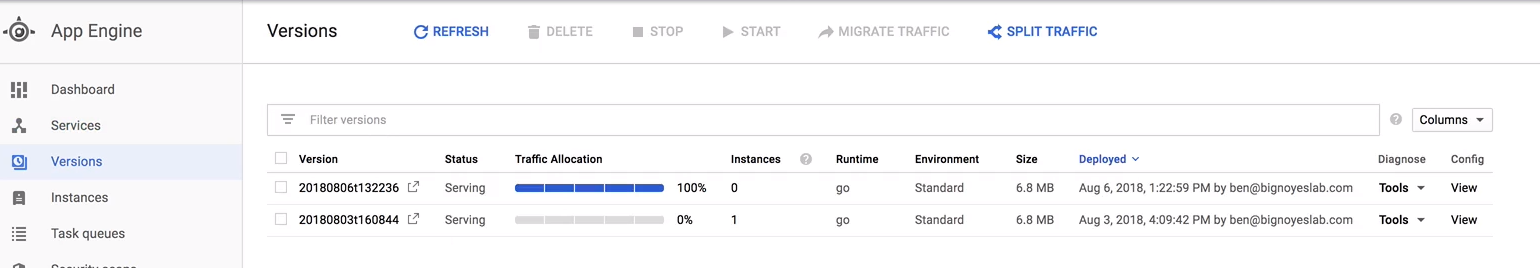 App Engine
Versions
REFRESH
DELETE
STOP
START
MIGRATE TRAFFIC
SPLIT TRAFFIC
Dashboard
Services
Versions
Instances
Task queues
Filter versions
Columns
Version Status Traffic Allocation Instances Runtime Environment Size Deployed Diagnose Config
20180806t132236 Serving 100% 0 go Standard 6.8 MB Aug 6, 2018, 1:22:59 PM by ben@bignoyeslab.com Tools View
20180803t160844 Serving 0% 1 go Standard 6.8 MB Aug 3, 2018, 4:09:42 PM by ben@bignoyeslab.com Tools View